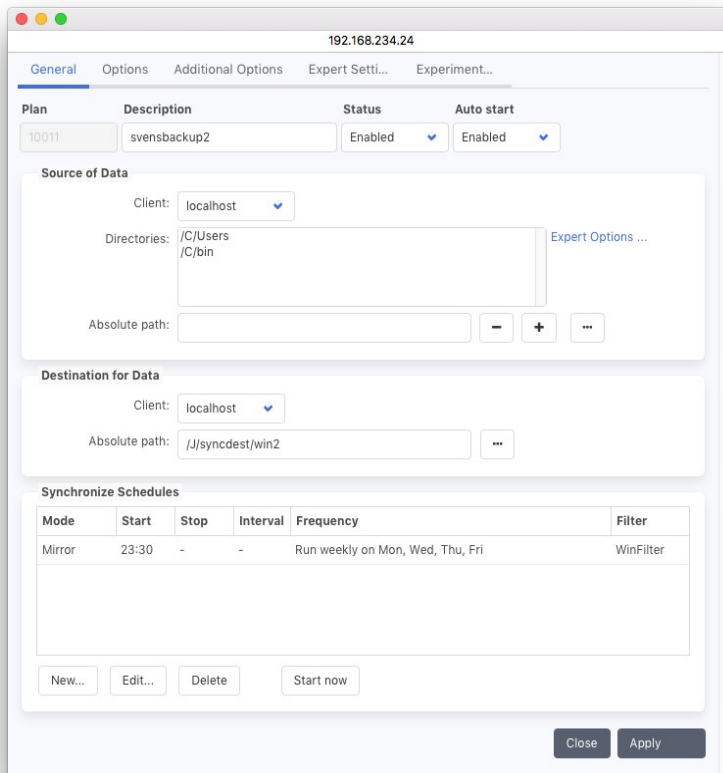 192.168.234.24
General Options Additional Options Expert Setti... Experiment...
Plan Description Status Auto start
10011 svensbackup2 Enabled Enabled
Source of Data
Client: localhost
Directories: /C/Users Expert Options ...
/C/bin
Absolute path: − + ...
Destination for Data
Client: localhost
Absolute path: /J/syncdest/win2 ...
Synchronize Schedules
Mode Start Stop Interval Frequency Filter
Mirror 23:30 - - Run weekly on Mon, Wed, Thu, Fri WinFilter
New... Edit... Delete Start now
Close Apply